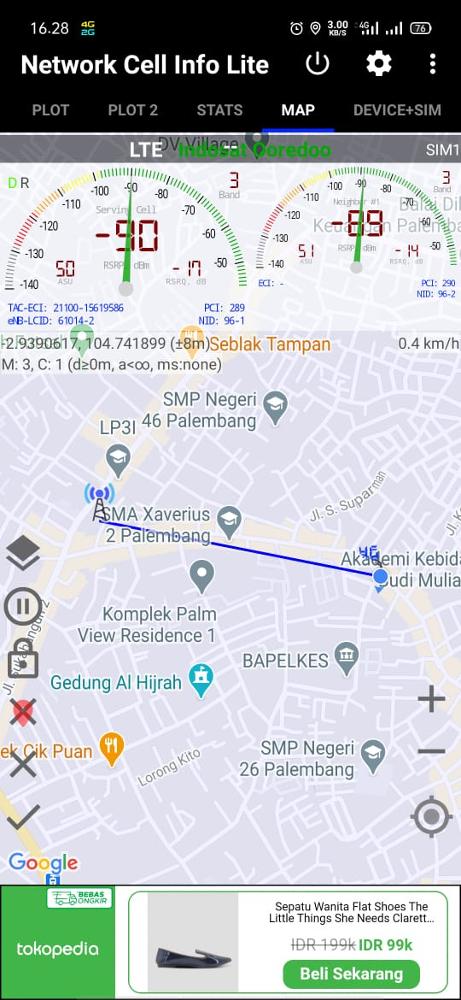 16.28
4G
2G
3.00
KB/S
4G
76
Network Cell Info Lite
PLOT
PLOT 2
STATS
MAP
DEVICE+SIM
DV Village
LTE
Indosat Ooredoo
SIM1
D R
-140
-130
-120
-110
-100
-90
-80
-70
-60
-50
Serving Cell
-90
RSRP, dBm
3
Band
50
ASU
-17
RSRQ, dB
TAC-ECI: 21100-15619586
PCI: 289
eNB-LCID: 61014-2
NID: 96-1
-140
-130
-120
-110
-100
-90
-80
-70
-60
-50
Neighbor #1
-89
RSRP, dBm
3
Band
51
ASU
-14
RSRQ, dB
ECI: -
PCI: 290
NID: 96-2
Balai Di
Palemb
-2.9390617, 104.741899 (±8m)
Seblak Tampan
0.4 km/h
M: 3, C: 1 (d≥0m, a<∞, ms:none)
SMP Negeri
46 Palembang
LP3I
Jl. S. Suparman
SMA Xaverius
2 Palembang
4G
Akademi Kebid
Budi Mulia
Komplek Palm
View Residence 1
BAPELKES
Gedung Al Hijrah
ek Cik Puan
SMP Negeri
26 Palembang
Lorong Kito
Google
BEBAS
ONGKIR
tokopedia
Sepatu Wanita Flat Shoes The
Little Things She Needs Clarett...
IDR 199k IDR 99k
Beli Sekarang